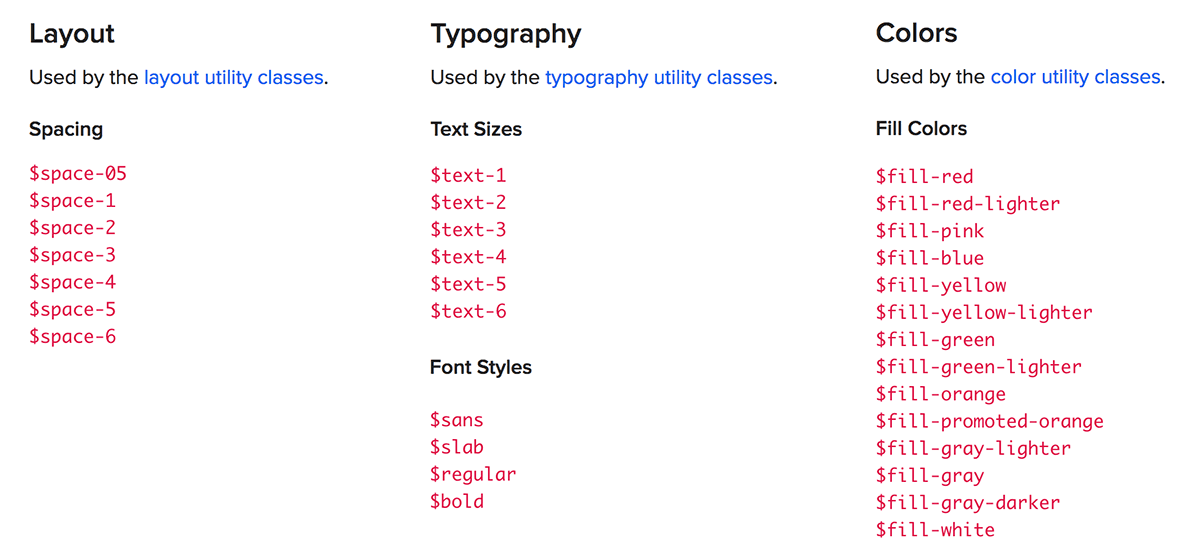 Layout
Used by the layout utility classes.
Spacing
$space-05
$space-1
$space-2
$space-3
$space-4
$space-5
$space-6
Typography
Used by the typography utility classes.
Text Sizes
$text-1
$text-2
$text-3
$text-4
$text-5
$text-6
Font Styles
$sans
$slab
$regular
$bold
Colors
Used by the color utility classes.
Fill Colors
$fill-red
$fill-red-lighter
$fill-pink
$fill-blue
$fill-yellow
$fill-yellow-lighter
$fill-green
$fill-green-lighter
$fill-orange
$fill-promoted-orange
$fill-gray-lighter
$fill-gray
$fill-gray-darker
$fill-white